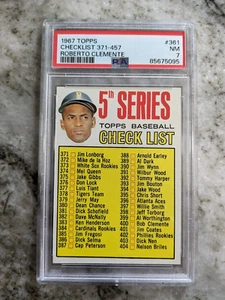 1967 TOPPS #361
CHECKLIST 371-457 NM
ROBERTO CLEMENTE 7
PSA 85675095
5th SERIES
TOPPS BASEBALL
CHECK LIST
371 Jim Lonborg
372 Mike de la Hoz
373 White Sox Rookies
374 Mel Queen
375 Jake Gibbs
376 Don Lock
377 Luis Tiant
378 Tigers Team
379 Jerry May
380 Dean Chance
381 Dick Schofield
382 Dave McNally
383 Ken Henderson
384 Cardinals Rookies
385 Jim Fregosi
386 Dick Selma
387 Cap Peterson
388 Arnold Earley
389 Al Dark
390 Jim Wynn
391 Wilbur Wood
392 Tommy Harper
393 Jim Bouton
394 Jake Wood
395 Chris Short
396 Atlanta Aces
397 Willie Smith
398 Jeff Torborg
399 Al Worthington
400 Bob Clemente
401 Jim Coates
402 Phillies Rookies
403 Dick Nen
404 Nelson Briles